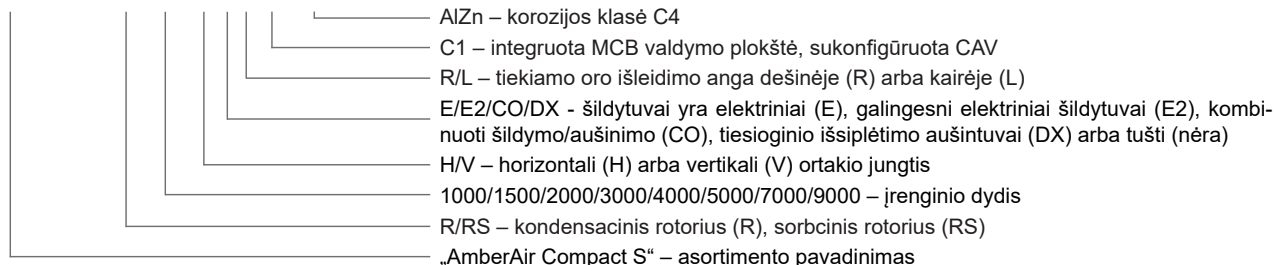 AlZn – korozijos klasė C4
C1 – integruota MCB valdymo plokštė, sukonfigūruota CAV
R/L – tiekiamo oro išleidimo anga dešinėje (R) arba kairėje (L)
E/E2/CO/DX - šildytuvai yra elektriniai (E), galingesni elektriniai šildytuvai (E2), kombi-
nuoti šildymo/aušinimo (CO), tiesioginio išsiplėtimo aušintuvai (DX) arba tušti (nėra)
H/V – horizontali (H) arba vertikali (V) ortakio jungtis
1000/1500/2000/3000/4000/5000/7000/9000 – įrenginio dydis
R/RS – kondensacinis rotorius (R), sorbcinis rotorius (RS)
„AmberAir Compact S“ – asortimento pavadinimas